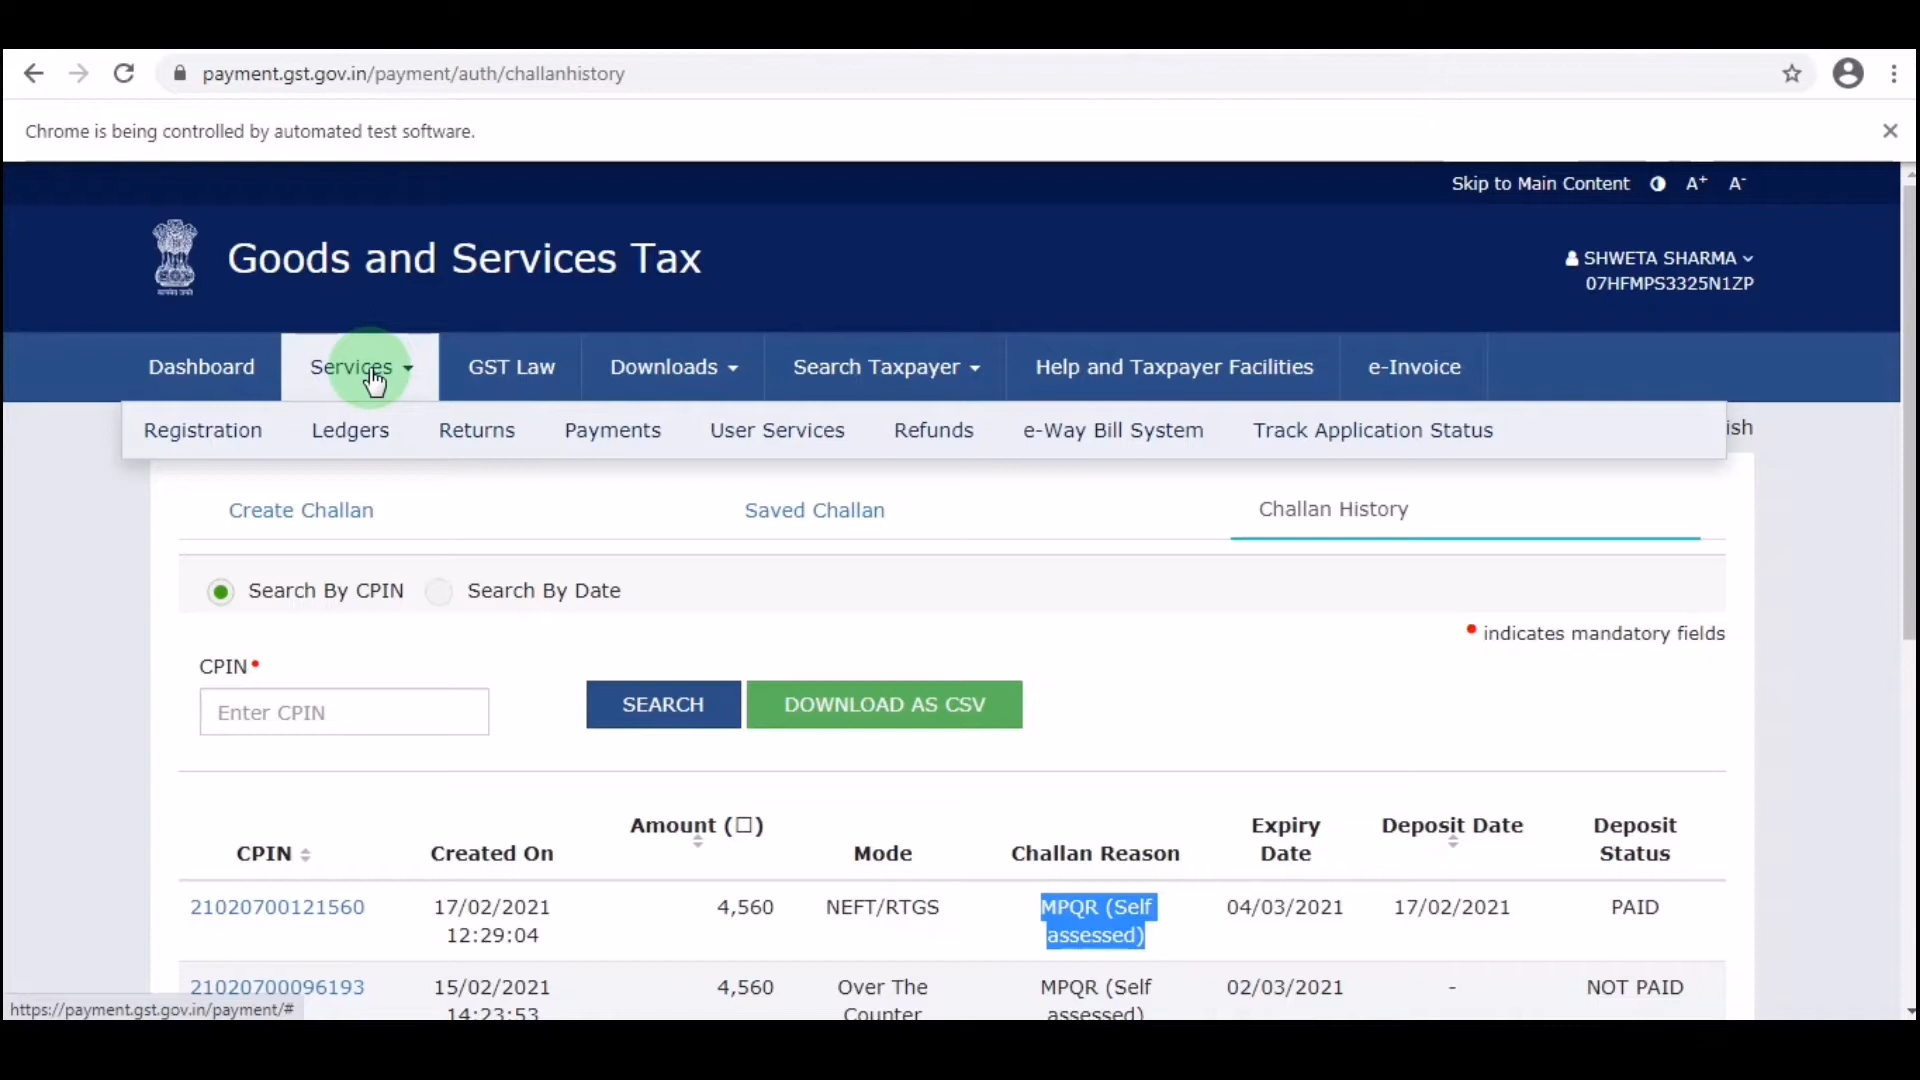 payment.gst.gov.in/payment/auth/challanhistory
Chrome is being controlled by automated test software.
Skip to Main Content A+ A-
Goods and Services Tax
SHWETA SHARMA
07HFMPS3325N1ZP
Dashboard Services GST Law Downloads Search Taxpayer Help and Taxpayer Facilities e-Invoice
Registration Ledgers Returns Payments User Services Refunds e-Way Bill System Track Application Status ish
Create Challan Saved Challan Challan History
Search By CPIN Search By Date
• indicates mandatory fields
CPIN•
Enter CPIN SEARCH DOWNLOAD AS CSV
Amount (☐) Expiry Deposit Date Deposit
CPIN Created On Mode Challan Reason Date Status
21020700121560 17/02/2021 4,560 NEFT/RTGS MPQR (Self 04/03/2021 17/02/2021 PAID
12:29:04 assessed)
21020700096193 15/02/2021 4,560 Over The MPQR (Self 02/03/2021 - NOT PAID
14:23:53 Counter assessed)
https://payment.gst.gov.in/payment/#